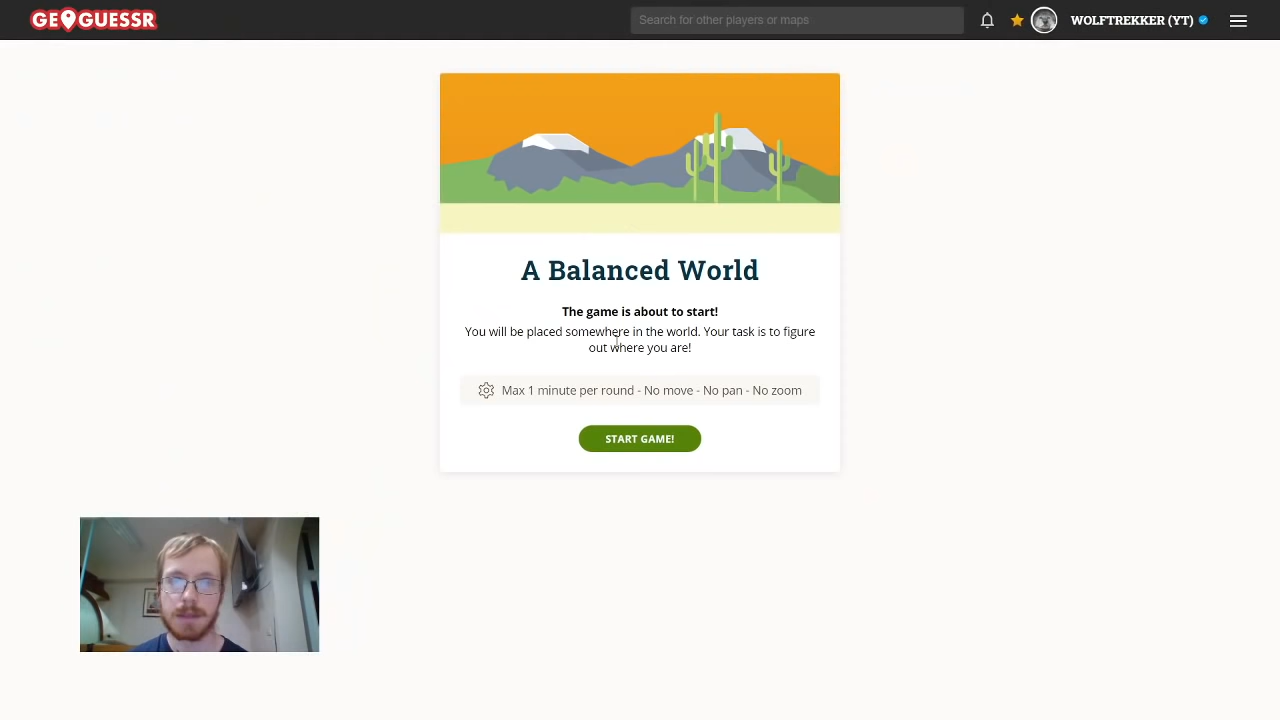 GEOGUESSR
Search for other players or maps
WOLFTREKKER (YT)
A Balanced World
The game is about to start!
You will be placed somewhere in the world. Your task is to figure
out where you are!
Max 1 minute per round - No move - No pan - No zoom
START GAME!